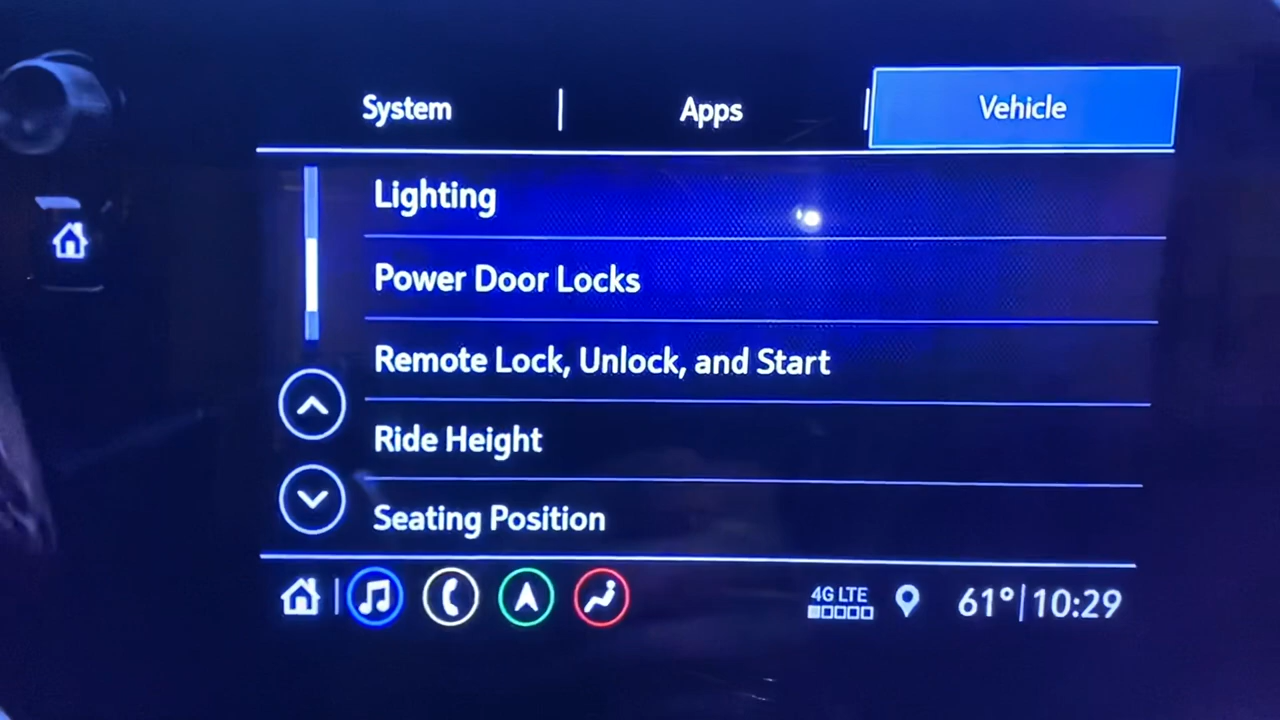 System
Apps
Vehicle
Lighting
Power Door Locks
Remote Lock, Unlock, and Start
Ride Height
Seating Position
4G LTE
61°|10:29